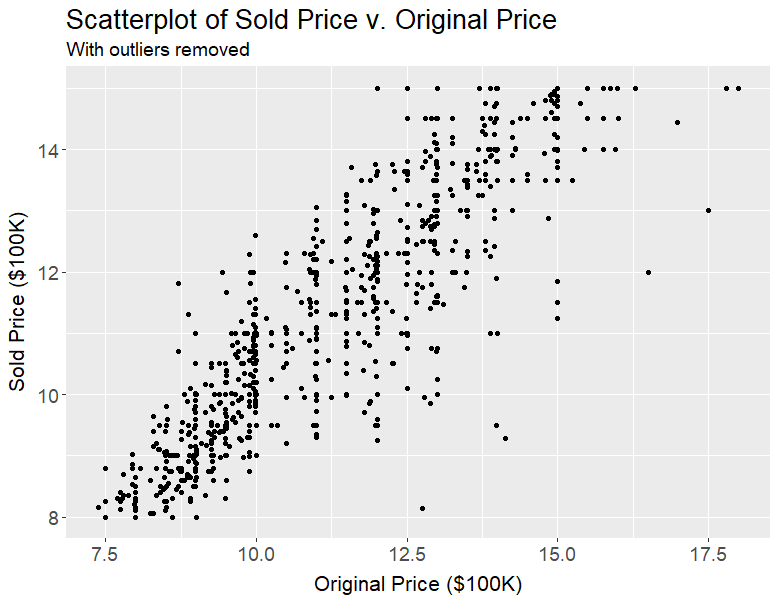 Scatterplot of Sold Price v. Original Price
With outliers removed
14
12
10
8
Sold Price ($100K)
7.5 10.0 12.5 15.0 17.5
Original Price ($100K)